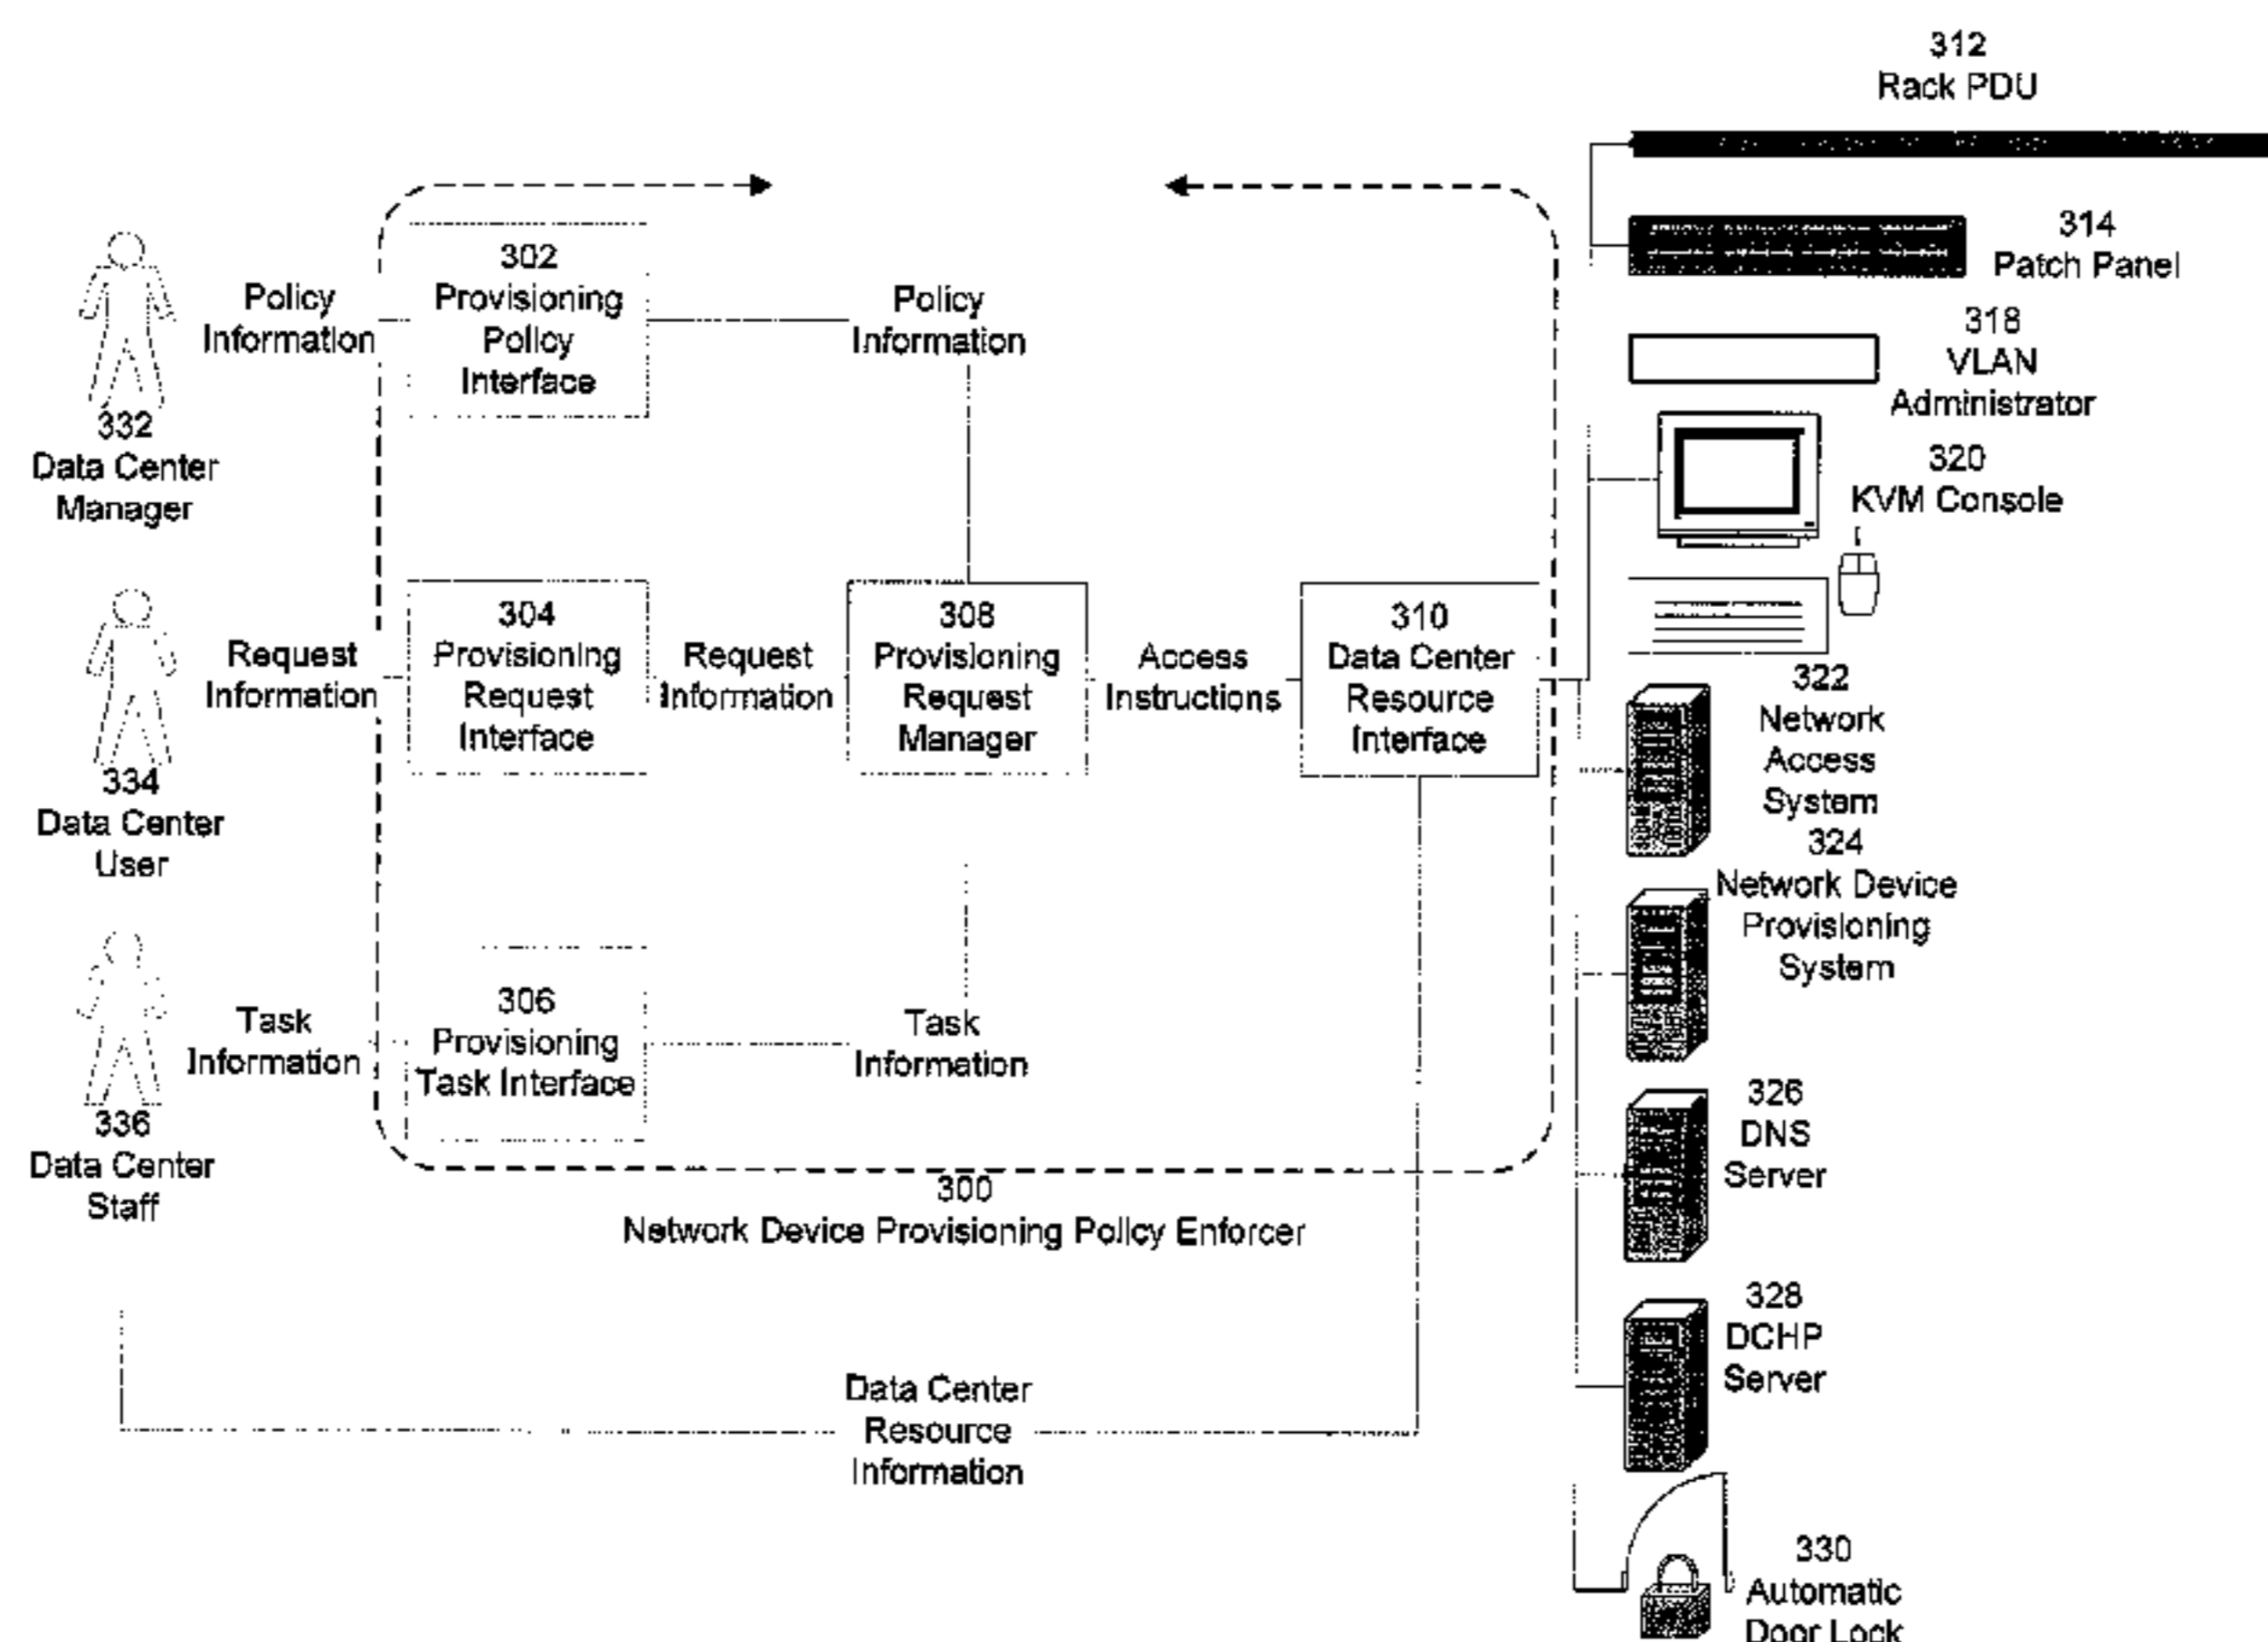 312
Rack PDU
314
Patch Panel
318
VLAN
Administrator
320
KVM Console
322
Network
Access
System
324
Network Device
Provisioning
System
326
DNS
Server
328
DCHP
Server
330
Automatic
Door Lock
332
Data Center
Manager
Policy
Information
302
Provisioning
Policy
Interface
Policy
Information
334
Data Center
User
Request
Information
304
Provisioning
Request
Interface
Request
Information
308
Provisioning
Request
Manager
Access
Instructions
310
Data Center
Resource
Interface
336
Data Center
Staff
Task
Information
306
Provisioning
Task Interface
Task
Information
300
Network Device Provisioning Policy Enforcer
Data Center
Resource
Information